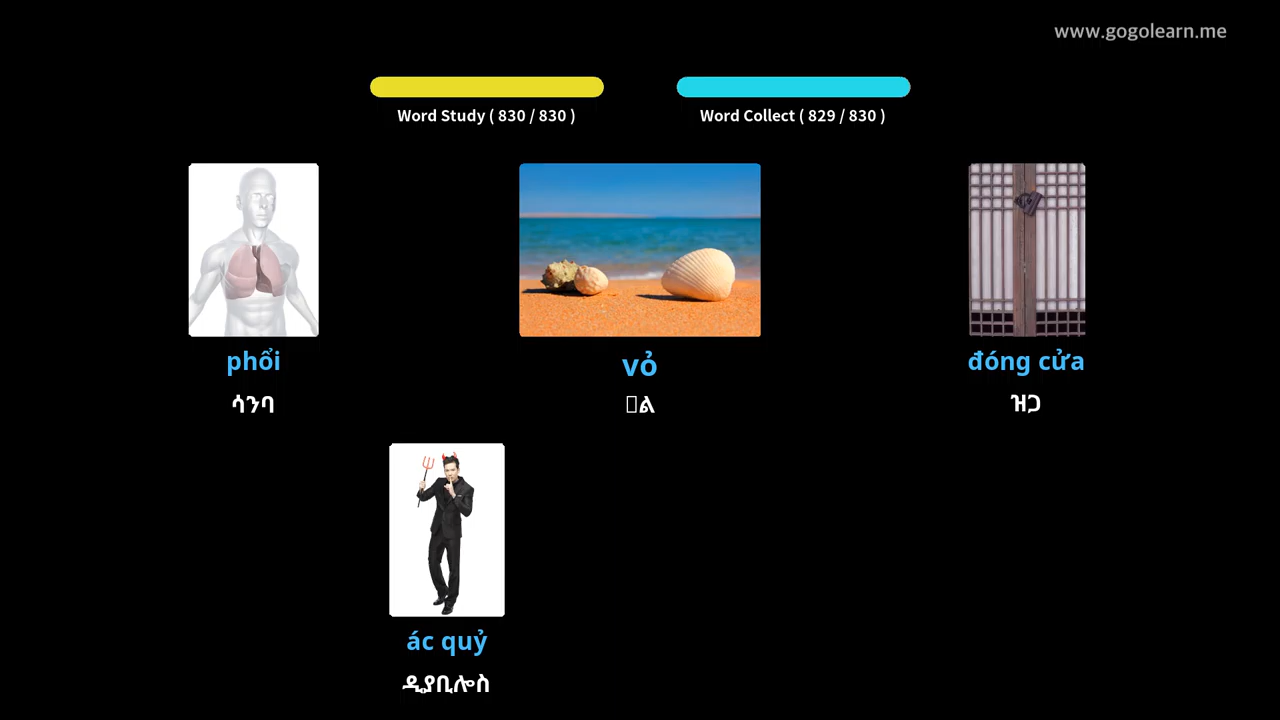 www.gogolearn.me
Word Study ( 830 / 830 )
Word Collect ( 829 / 830 )
phổi
vỏ
đóng cửa
ሳንባ
ዝጋ
ác quỷ
ዲያቢሎስ